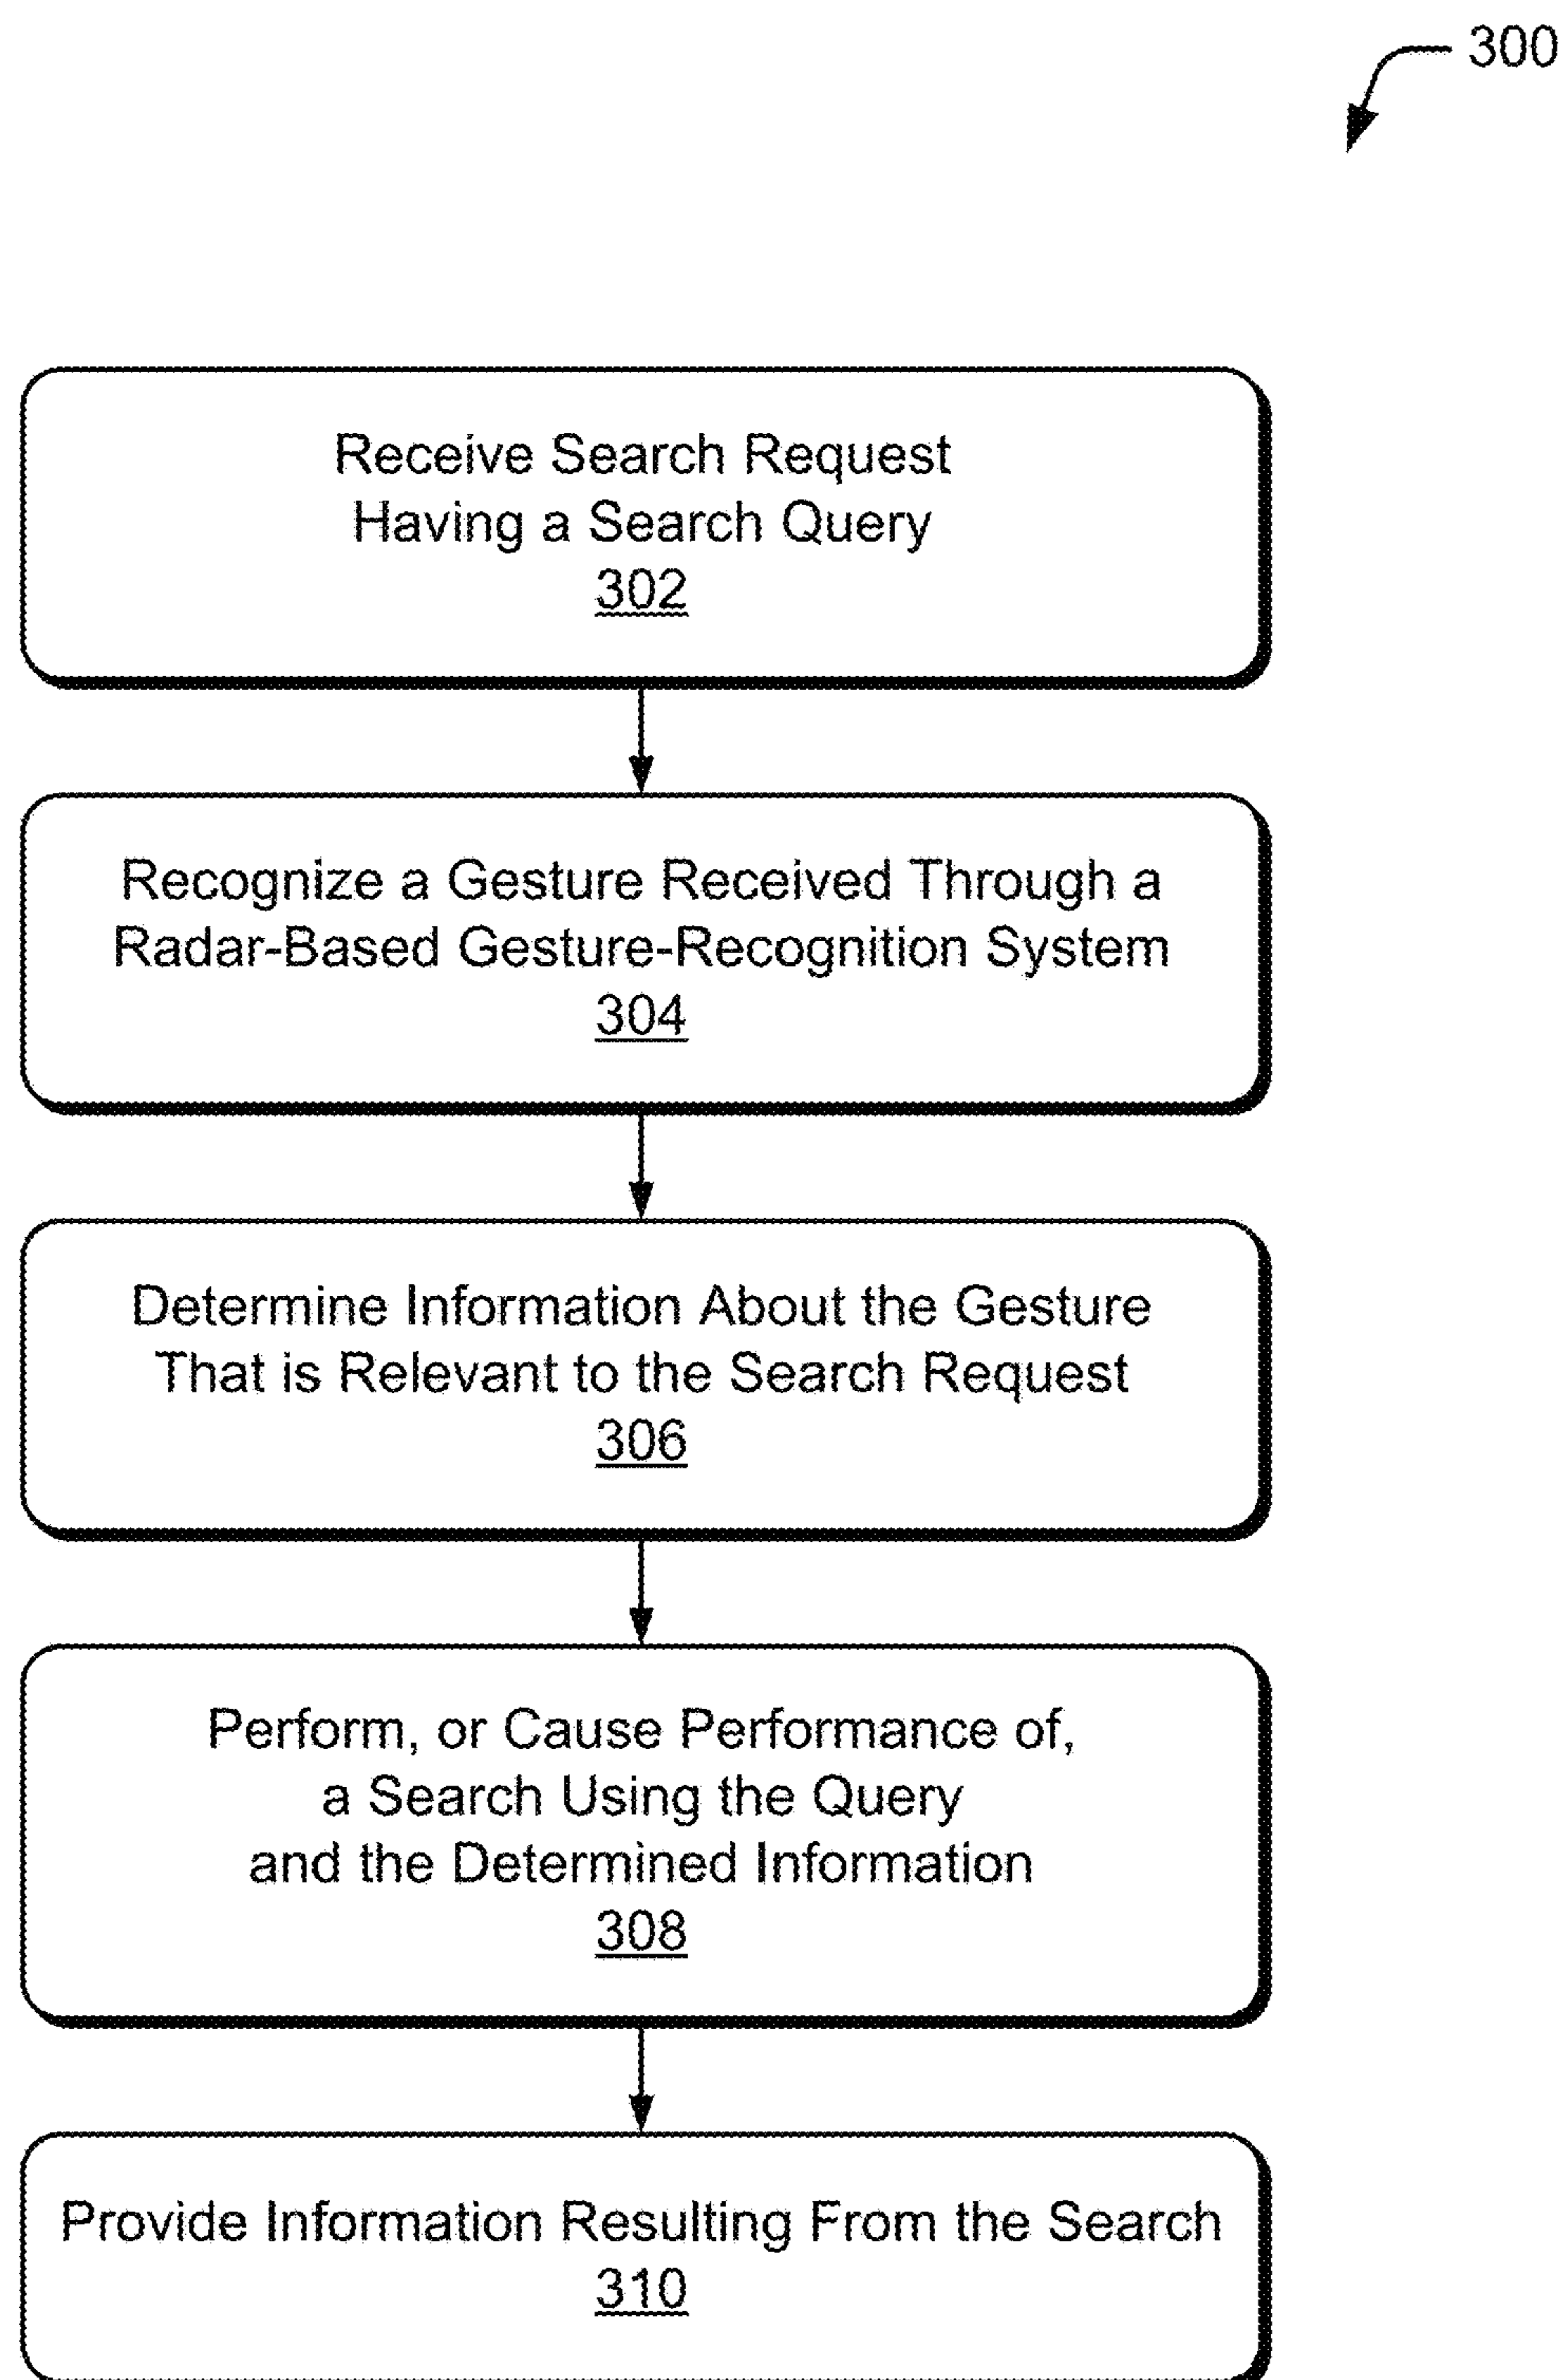 300
Receive Search Request
Having a Search Query
302
Recognize a Gesture Received Through a
Radar-Based Gesture-Recognition System
304
Determine Information About the Gesture
That is Relevant to the Search Request
306
Perform, or Cause Performance of,
a Search Using the Query
and the Determined Information
308
Provide Information Resulting From the Search
310